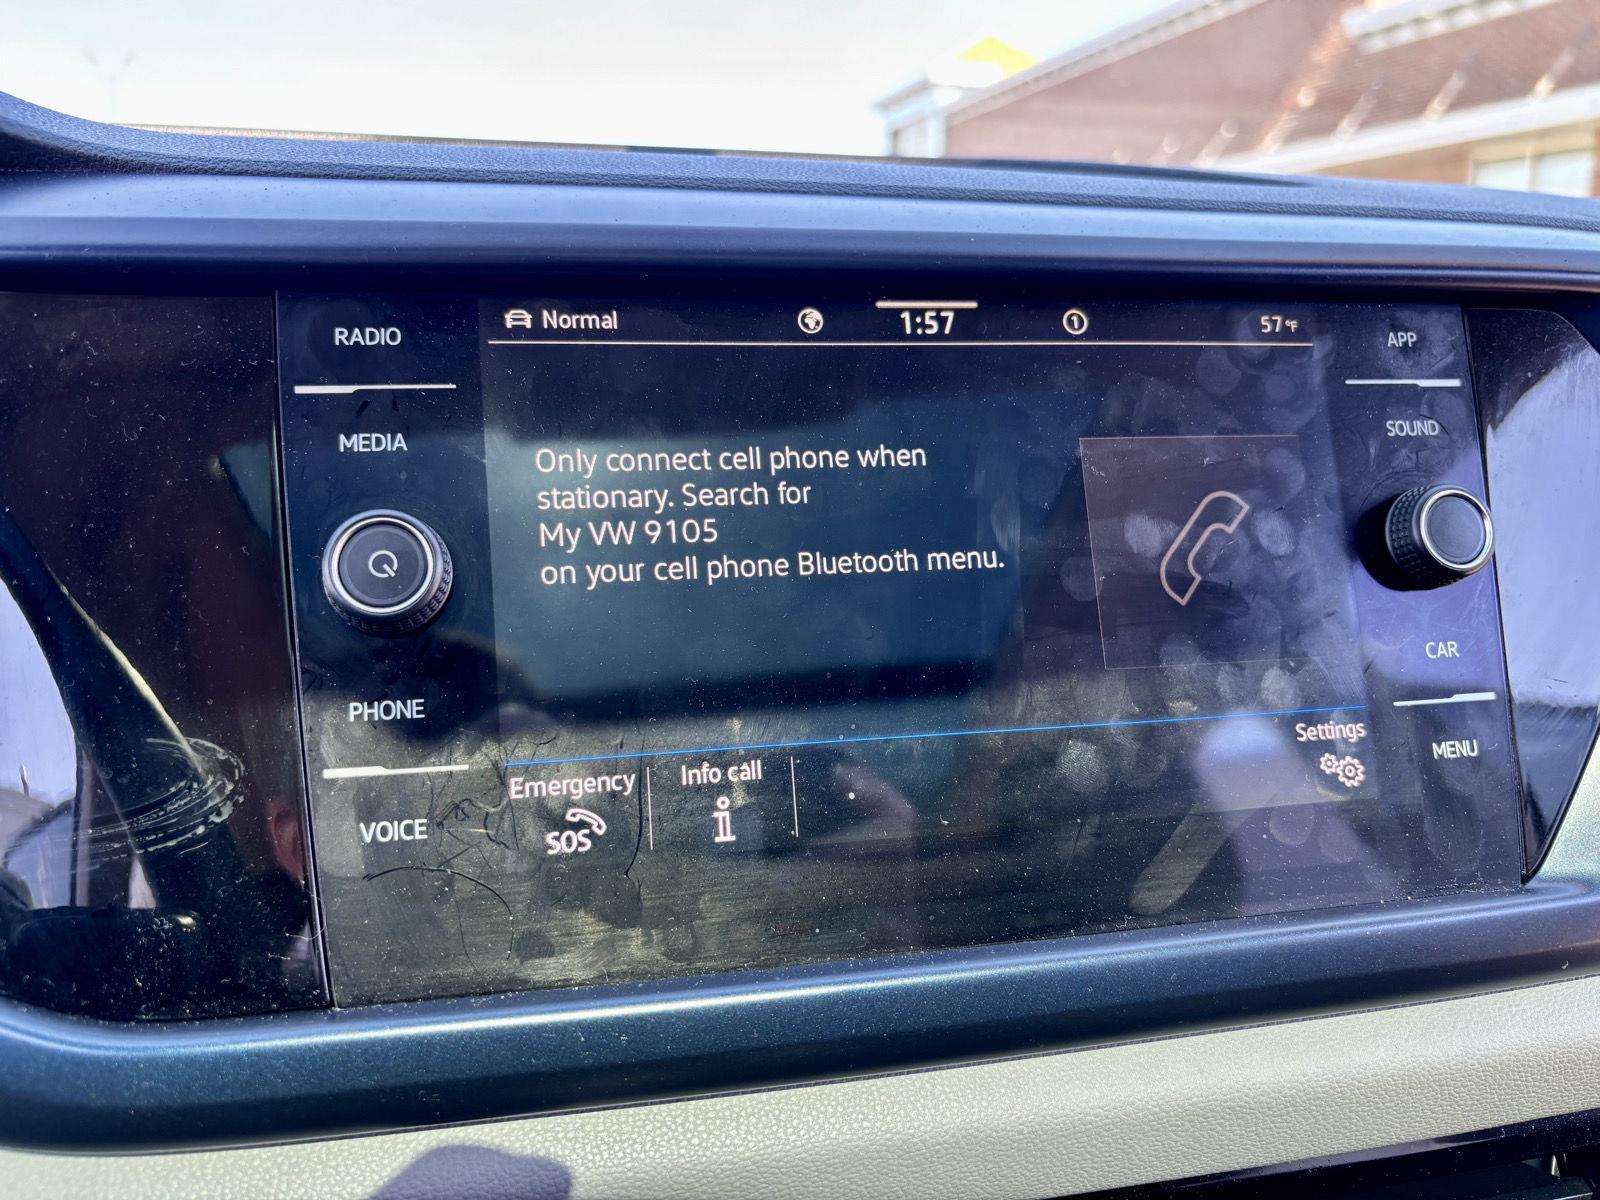 RADIO
MEDIA
PHONE
VOICE
Normal
1:57
1
57 °F
Only connect cell phone when
stationary. Search for
My VW 9105
on your cell phone Bluetooth menu.
Emergency
SOS
Info call
i
Settings
APP
SOUND
CAR
MENU